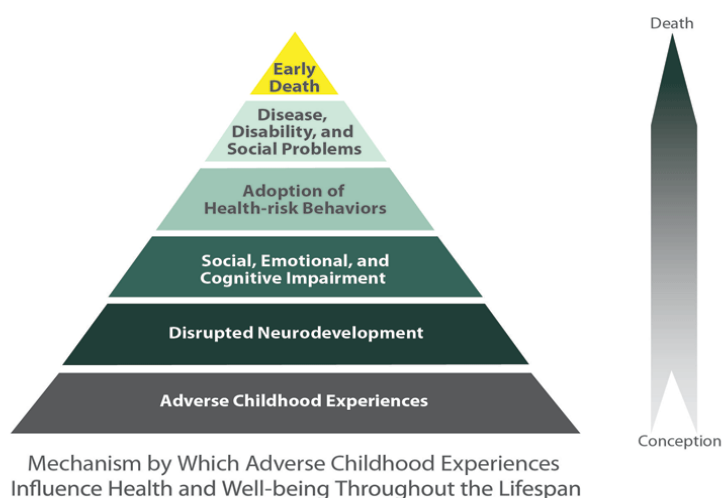 Death
Early
Death
Disease,
Disability, and
Social Problems
Adoption of
Health-risk Behaviors
Social, Emotional, and
Cognitive Impairment
Disrupted Neurodevelopment
Adverse Childhood Experiences
Conception
Mechanism by Which Adverse Childhood Experiences
Influence Health and Well-being Throughout the Lifespan